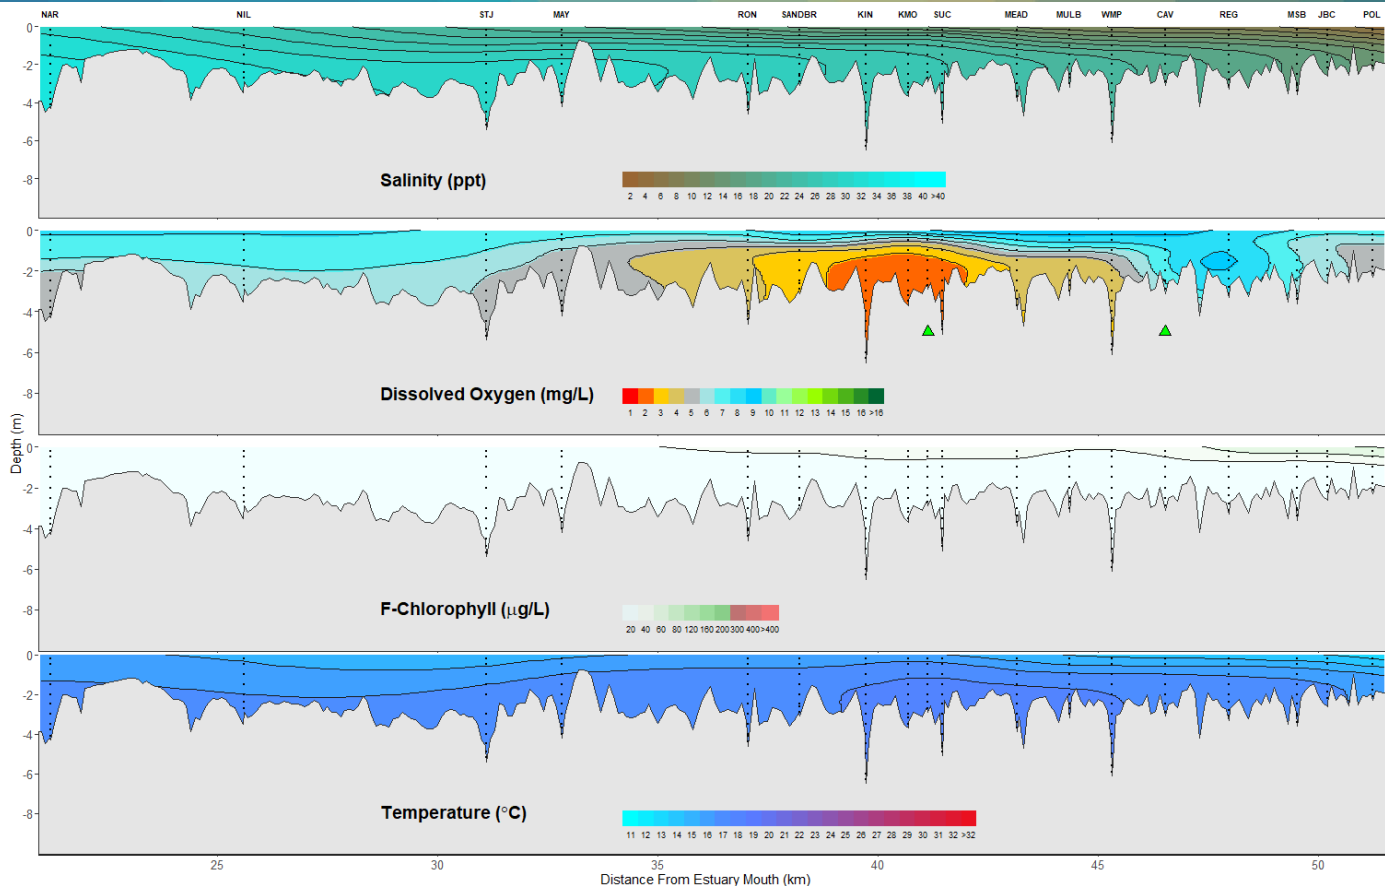 NAR NIL STJ MAY RON SANDBR KIN KMO SUC MEAD MULB WMP CAV REG MSB JBC POL
0
-2
-4
-6
-8
Salinity (ppt)
2 4 6 8 10 12 14 16 18 20 22 24 26 28 30 32 34 36 38 40 >40
0
-2
-4
-6
-8
Dissolved Oxygen (mg/L)
1 2 3 4 5 6 7 8 9 10 11 12 13 14 15 16 >16
Depth (m)
0
-2
-4
-6
-8
F-Chlorophyll (µg/L)
20 40 60 80 120 160 200 300 400 >400
0
-2
-4
-6
-8
Temperature (°C)
11 12 13 14 15 16 17 18 19 20 21 22 23 24 25 26 27 28 29 30 31 32 >32
25 30 35 40 45 50
Distance From Estuary Mouth (km)